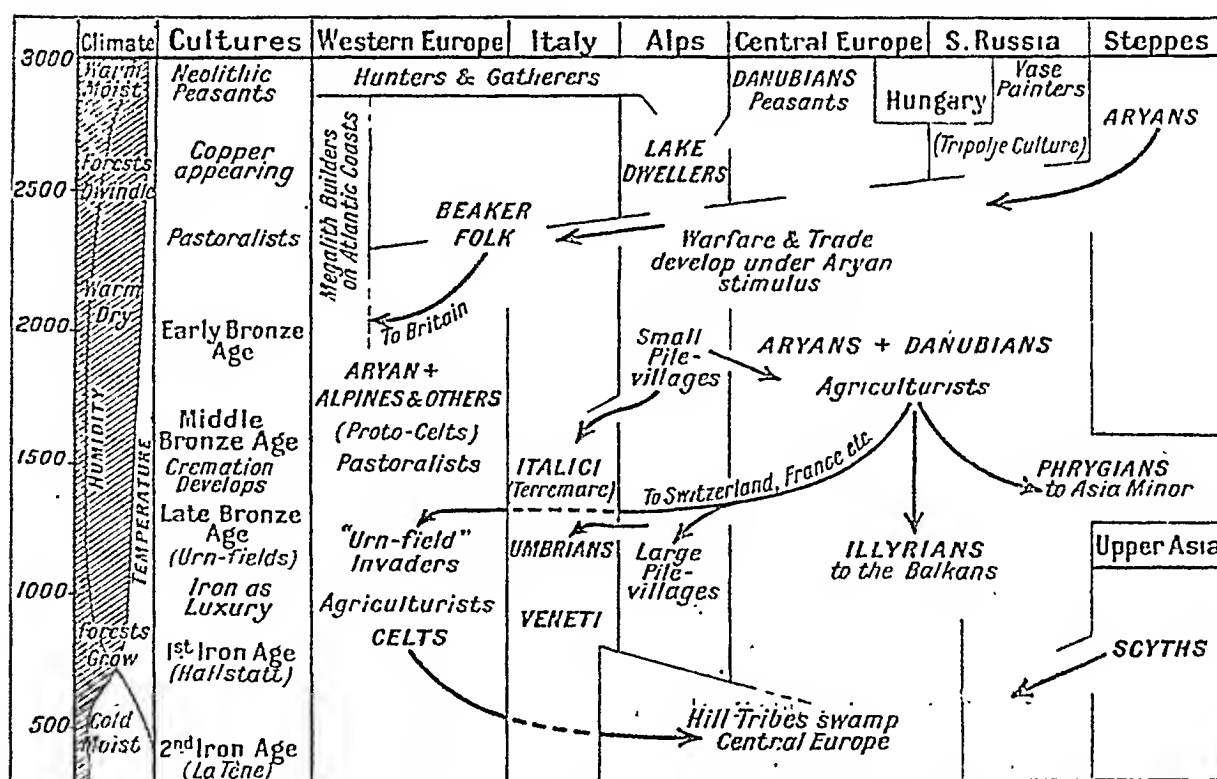 Climate Cultures Western Europe Italy Alps Central Europe S. Russia Steppes
3000
2500
2000
1500
1000
500
Warm
Moist
Forests
Dwindle
Warm
Dry
HUMIDITY
TEMPERATURE
Forests
Grow
Cold
Moist
Neolithic
Peasants
Copper
appearing
Pastoralists
Early Bronze
Age
Middle
Bronze Age
Cremation
Develops
Late Bronze
Age
(Urn-fields)
Iron as
Luxury
1st Iron Age
(Hallstatt)
2nd Iron Age
(La Tène)
Hunters & Gatherers
Megalith Builders
on Atlantic Coasts
BEAKER
FOLK
To Britain
ARYAN +
ALPINES & OTHERS
(Proto-Celts)
Pastoralists
"Urn-field"
Invaders
Agriculturists
CELTS
ITALICI
(Terremare)
UMBRIANS
VENETI
LAKE
DWELLERS
Small
Pile-
villages
Large
Pile-
villages
DANUBIANS
Peasants
Hungary
Vase
Painters
(Tripolje Culture)
ARYANS
Warfare & Trade
develop under Aryan
stimulus
ARYANS + DANUBIANS
Agriculturists
To Switzerland, France etc.
PHRYGIANS
to Asia Minor
ILLYRIANS
to the Balkans
Upper Asia
SCYTHS
Hill Tribes swamp
Central Europe